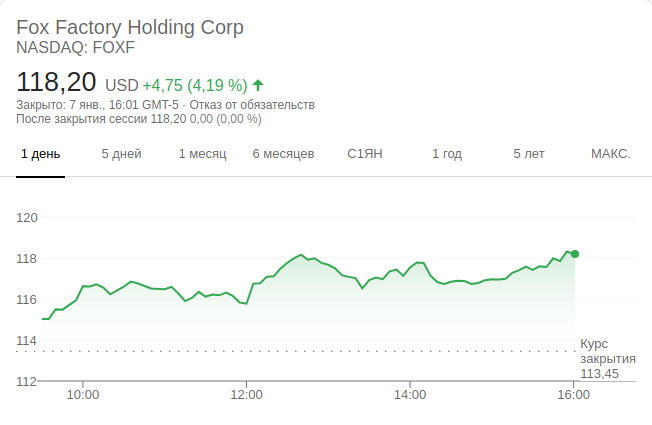 Fox Factory Holding Corp
NASDAQ: FOXF
118,20 USD +4,75 (4,19 %)
Закрыто: 7 янв., 16:01 GMT-5 · Отказ от обязательств
После закрытия сессии 118,20 0,00 (0,00 %)
1 день 5 дней 1 месяц 6 месяцев С1ЯН 1 год 5 лет МАКС.
120
118
116
114
Курс
закрытия
113,45
112
10:00 12:00 14:00 16:00